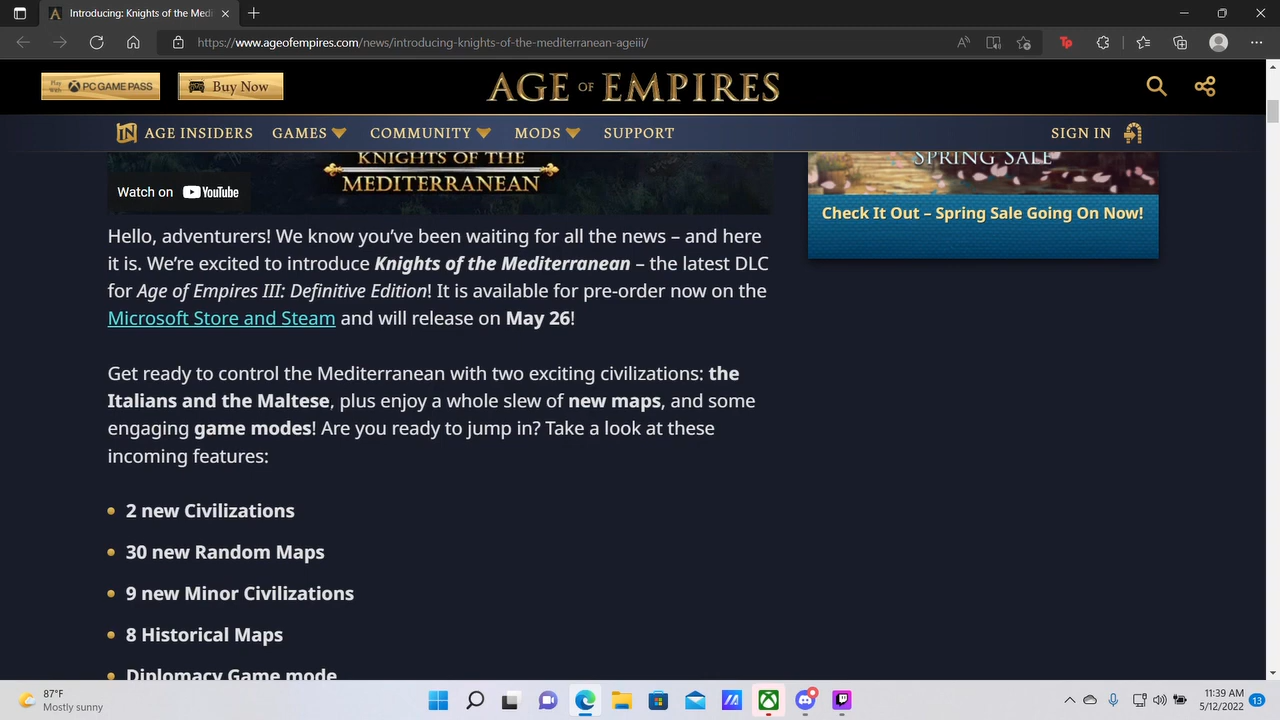 Introducing: Knights of the Medi
https://www.ageofempires.com/news/introducing-knights-of-the-mediterranean-ageiii/
PC GAME PASS
Buy Now
AGE OF EMPIRES
AGE INSIDERS GAMES COMMUNITY MODS SUPPORT SIGN IN
KNIGHTS OF THE
MEDITERRANEAN
Watch on YouTube
SPRING SALE
Check It Out – Spring Sale Going On Now!
Hello, adventurers! We know you’ve been waiting for all the news – and here
it is. We’re excited to introduce Knights of the Mediterranean – the latest DLC
for Age of Empires III: Definitive Edition! It is available for pre-order now on the
Microsoft Store and Steam and will release on May 26!
Get ready to control the Mediterranean with two exciting civilizations: the
Italians and the Maltese, plus enjoy a whole slew of new maps, and some
engaging game modes! Are you ready to jump in? Take a look at these
incoming features:
2 new Civilizations
30 new Random Maps
9 new Minor Civilizations
8 Historical Maps
Diplomacy Game mode
87°F
Mostly sunny
11:39 AM
5/12/2022
13